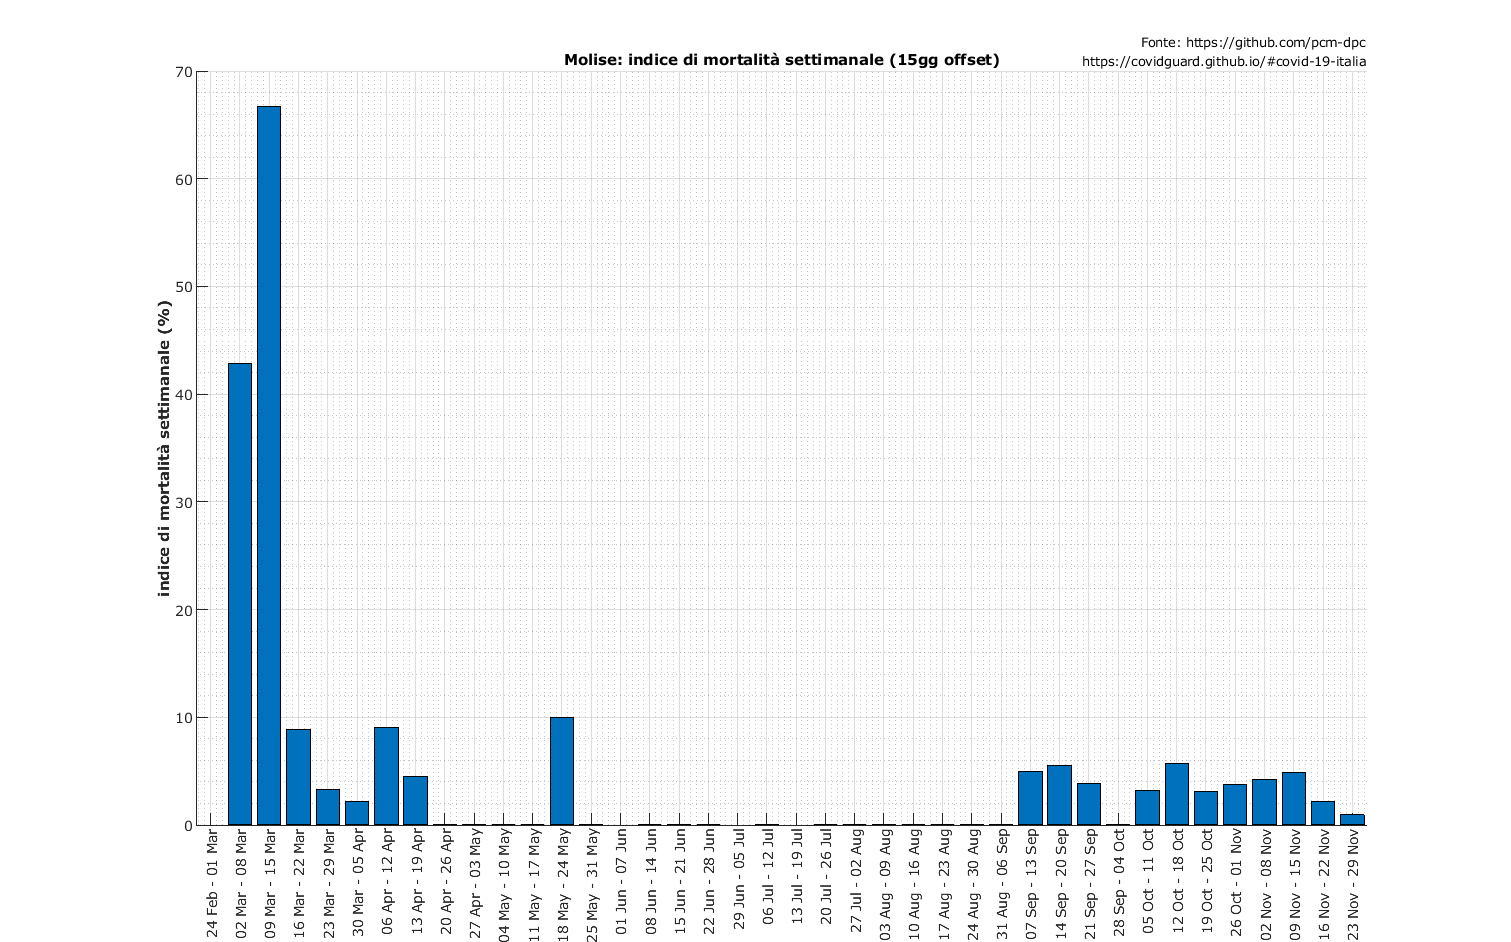 Fonte: https://github.com/pcm-dpc
https://covidguard.github.io/#covid-19-italia
Molise: indice di mortalità settimanale (15gg offset)
indice di mortalità settimanale (%)
70
60
50
40
30
20
10
0
24 Feb - 01 Mar
02 Mar - 08 Mar
09 Mar - 15 Mar
16 Mar - 22 Mar
23 Mar - 29 Mar
30 Mar - 05 Apr
06 Apr - 12 Apr
13 Apr - 19 Apr
20 Apr - 26 Apr
27 Apr - 03 May
04 May - 10 May
11 May - 17 May
18 May - 24 May
25 May - 31 May
01 Jun - 07 Jun
08 Jun - 14 Jun
15 Jun - 21 Jun
22 Jun - 28 Jun
29 Jun - 05 Jul
06 Jul - 12 Jul
13 Jul - 19 Jul
20 Jul - 26 Jul
27 Jul - 02 Aug
03 Aug - 09 Aug
10 Aug - 16 Aug
17 Aug - 23 Aug
24 Aug - 30 Aug
31 Aug - 06 Sep
07 Sep - 13 Sep
14 Sep - 20 Sep
21 Sep - 27 Sep
28 Sep - 04 Oct
05 Oct - 11 Oct
12 Oct - 18 Oct
19 Oct - 25 Oct
26 Oct - 01 Nov
02 Nov - 08 Nov
09 Nov - 15 Nov
16 Nov - 22 Nov
23 Nov - 29 Nov